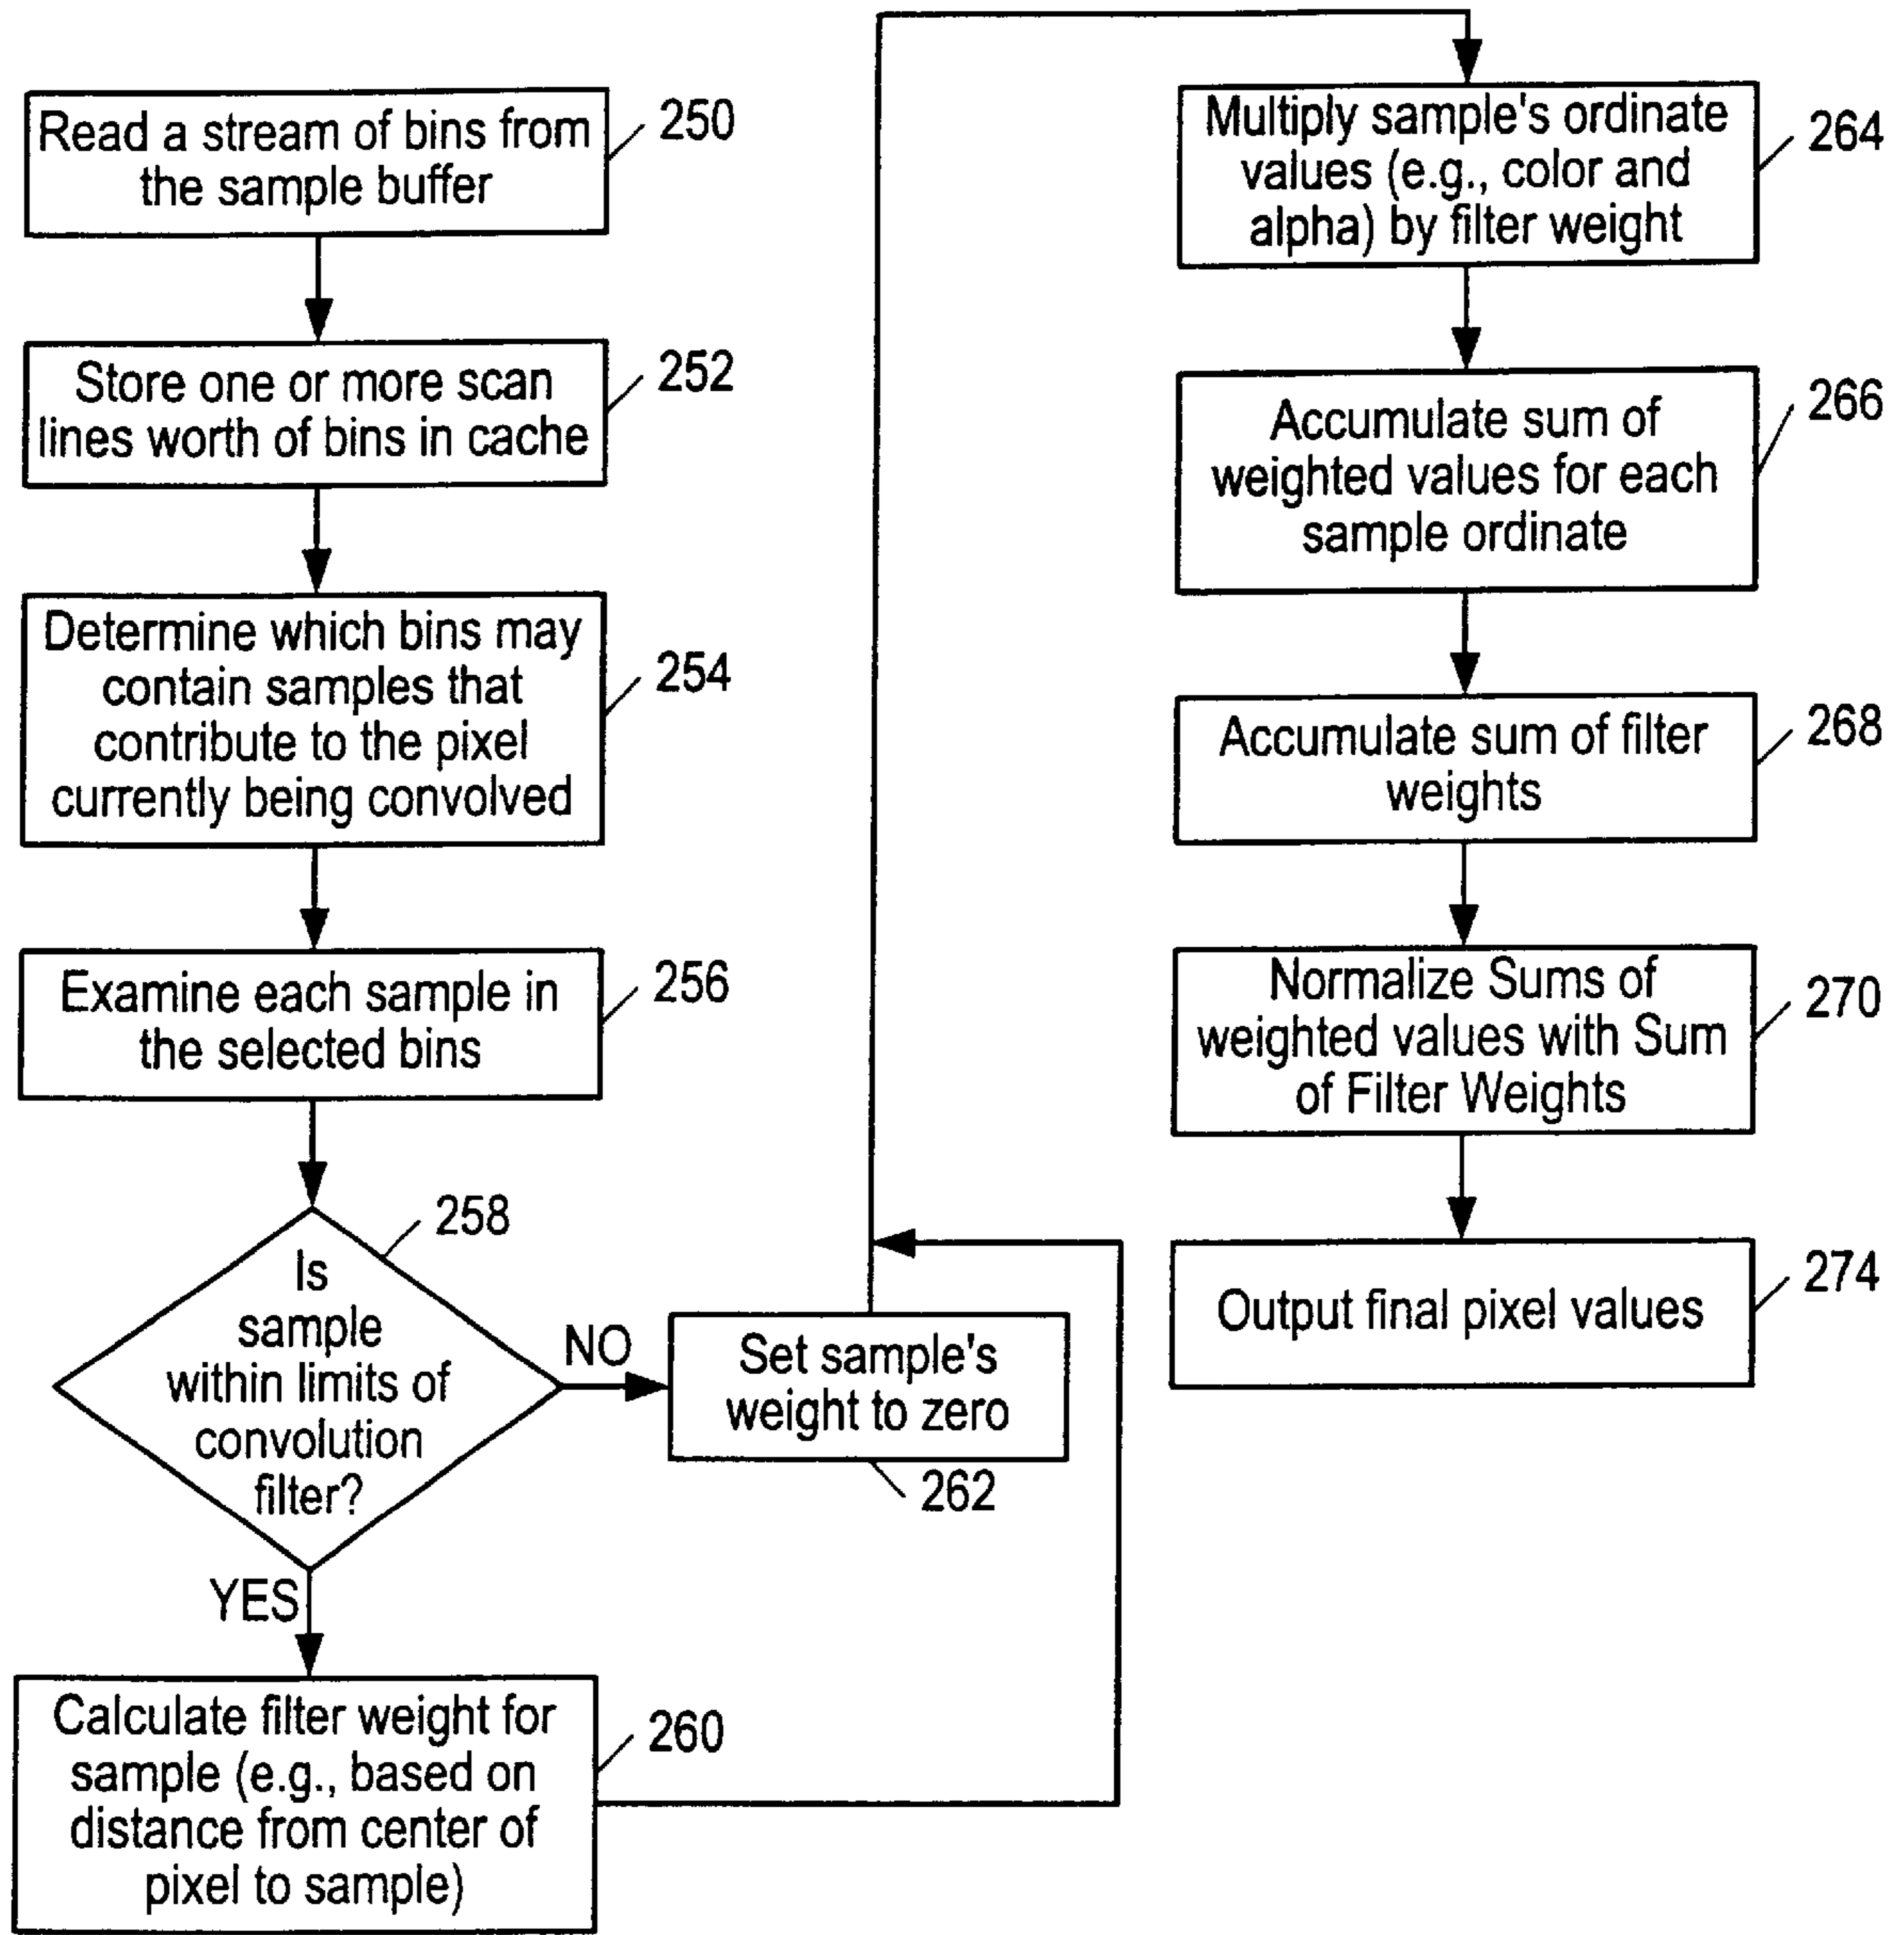 Read a stream of bins from
the sample buffer
250
Store one or more scan
lines worth of bins in cache
252
Determine which bins may
contain samples that
contribute to the pixel
currently being convolved
254
Examine each sample in
the selected bins
256
258
Is
sample
within limits of
convolution
filter?
NO
Set sample's
weight to zero
262
YES
Calculate filter weight for
sample (e.g., based on
distance from center of
pixel to sample)
260
Multiply sample's ordinate
values (e.g., color and
alpha) by filter weight
264
Accumulate sum of
weighted values for each
sample ordinate
266
Accumulate sum of filter
weights
268
Normalize Sums of
weighted values with Sum
of Filter Weights
270
Output final pixel values
274